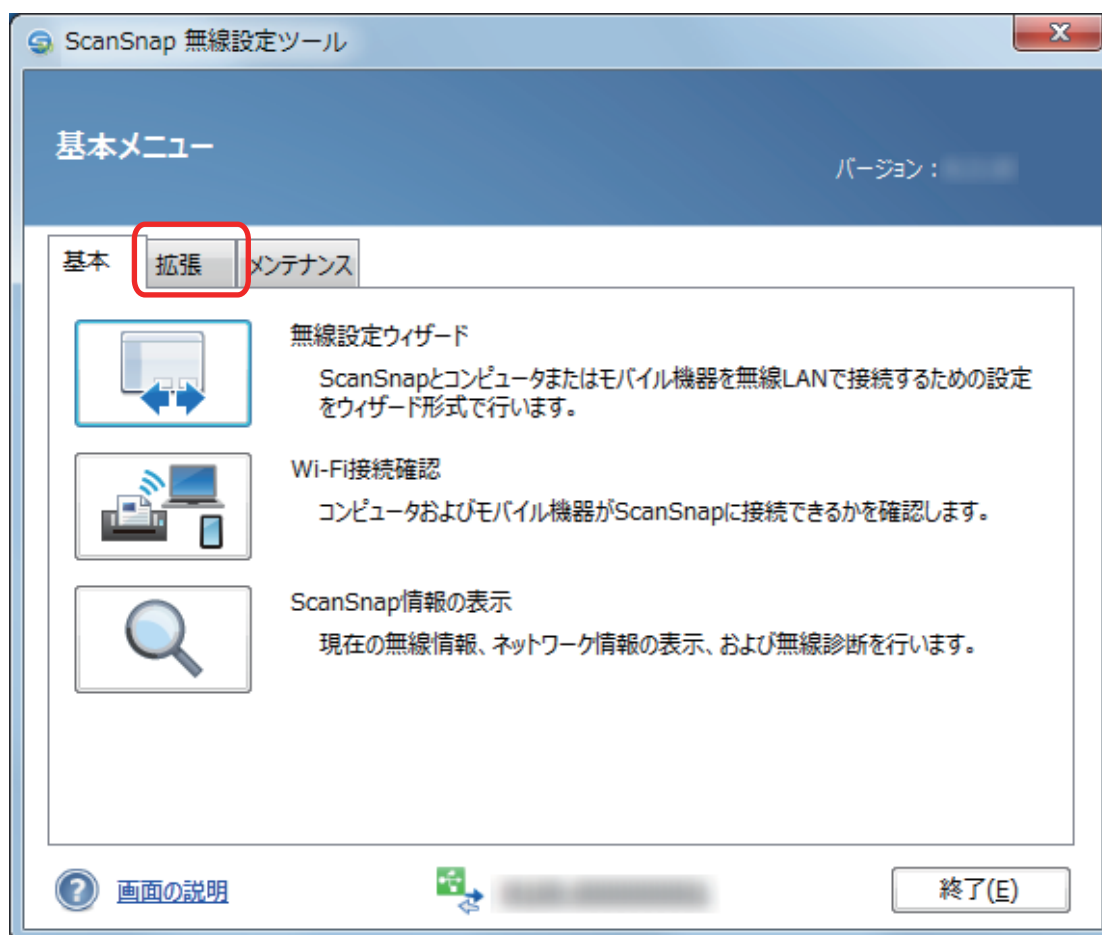 ScanSnap 無線設定ツール
基本メニュー
バージョン：
基本
拡張
メンテナンス
無線設定ウィザード
ScanSnapとコンピュータまたはモバイル機器を無線LANで接続するための設定
をウィザード形式で行います。
Wi-Fi接続確認
コンピュータおよびモバイル機器がScanSnapに接続できるかを確認します。
ScanSnap情報の表示
現在の無線情報、ネットワーク情報の表示、および無線診断を行います。
画面の説明
終了(E)